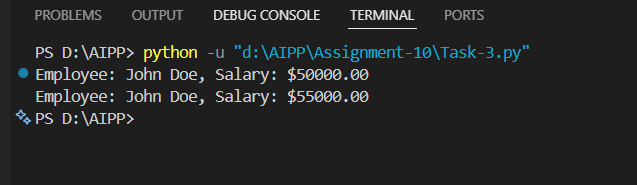 PROBLEMS OUTPUT DEBUG CONSOLE TERMINAL PORTS
PS D:\AIPP> python -u "d:\AIPP\Assignment-10\Task-3.py"
Employee: John Doe, Salary: $50000.00
Employee: John Doe, Salary: $55000.00
PS D:\AIPP>